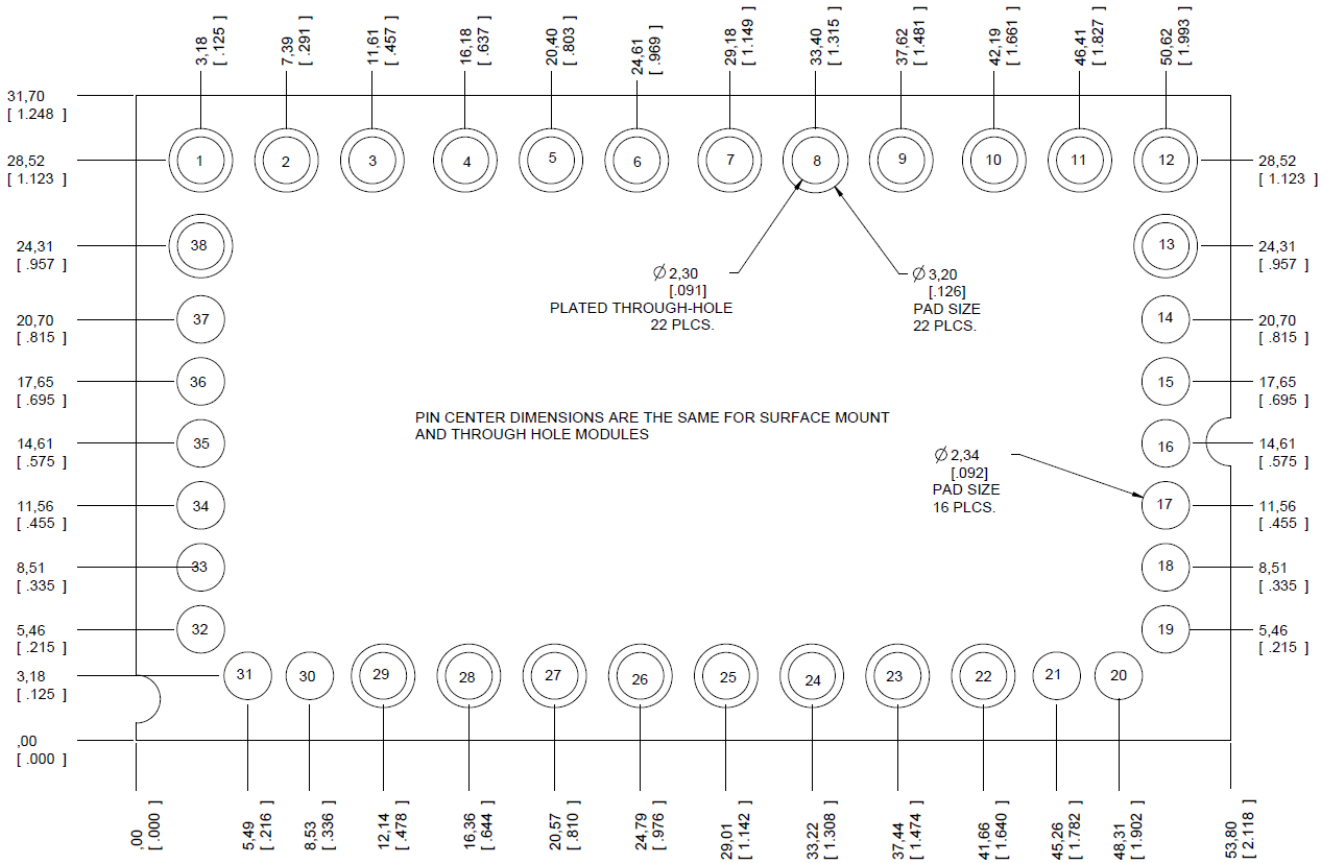 3,18
[ .125 ]
7,39
[ .291 ]
11,61
[ .457 ]
16,18
[ .637 ]
20,40
[ .803 ]
24,61
[ .969 ]
29,18
[ 1.149 ]
33,40
[ 1.315 ]
37,62
[ 1.481 ]
42,19
[ 1.661 ]
46,41
[ 1.827 ]
50,62
[ 1.993 ]
31,70
[ 1.248 ]
28,52
[ 1.123 ]
1
2
3
4
5
6
7
8
9
10
11
12
28,52
[ 1.123 ]
24,31
[ .957 ]
38
13
24,31
[ .957 ]
Ø 2,30
[.091]
PLATED THROUGH-HOLE
22 PLCS.
Ø 3,20
[.126]
PAD SIZE
22 PLCS.
20,70
[ .815 ]
37
14
20,70
[ .815 ]
17,65
[ .695 ]
36
15
17,65
[ .695 ]
PIN CENTER DIMENSIONS ARE THE SAME FOR SURFACE MOUNT
AND THROUGH HOLE MODULES
14,61
[ .575 ]
35
16
14,61
[ .575 ]
Ø 2,34
[.092]
PAD SIZE
16 PLCS.
11,56
[ .455 ]
34
17
11,56
[ .455 ]
8,51
[ .335 ]
33
18
8,51
[ .335 ]
5,46
[ .215 ]
32
19
5,46
[ .215 ]
3,18
[ .125 ]
31
30
29
28
27
26
25
24
23
22
21
20
,00
[ .000 ]
,00
[ .000 ]
5,49
[ .216 ]
8,53
[ .336 ]
12,14
[ .478 ]
16,36
[ .644 ]
20,57
[ .810 ]
24,79
[ .976 ]
29,01
[ 1.142 ]
33,22
[ 1.308 ]
37,44
[ 1.474 ]
41,66
[ 1.640 ]
45,26
[ 1.782 ]
48,31
[ 1.902 ]
53,80
[ 2.118 ]